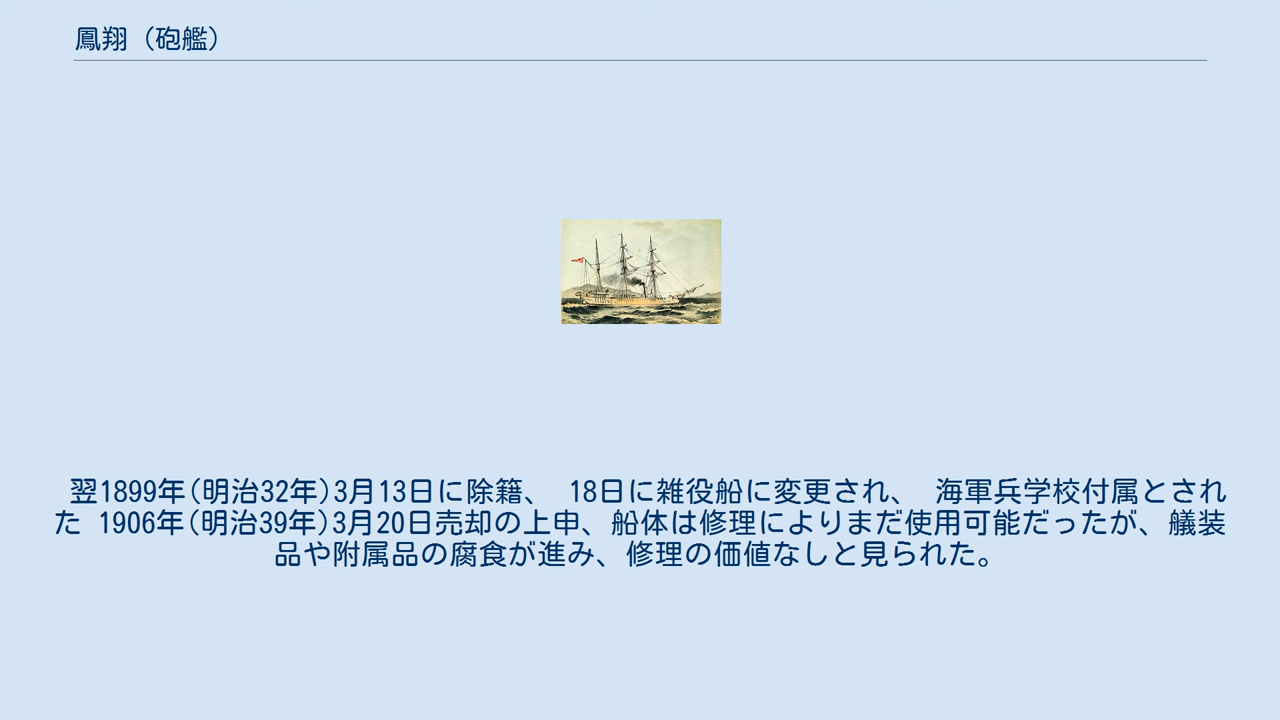 鳳翔 (砲艦)
翌1899年(明治32年)3月13日に除籍、 18日に雑役船に変更され、 海軍兵学校付属とされ
た 1906年(明治39年)3月20日売却の上申、船体は修理によりまだ使用可能だったが、艤装
品や附属品の腐食が進み、修理の価値なしと見られた。